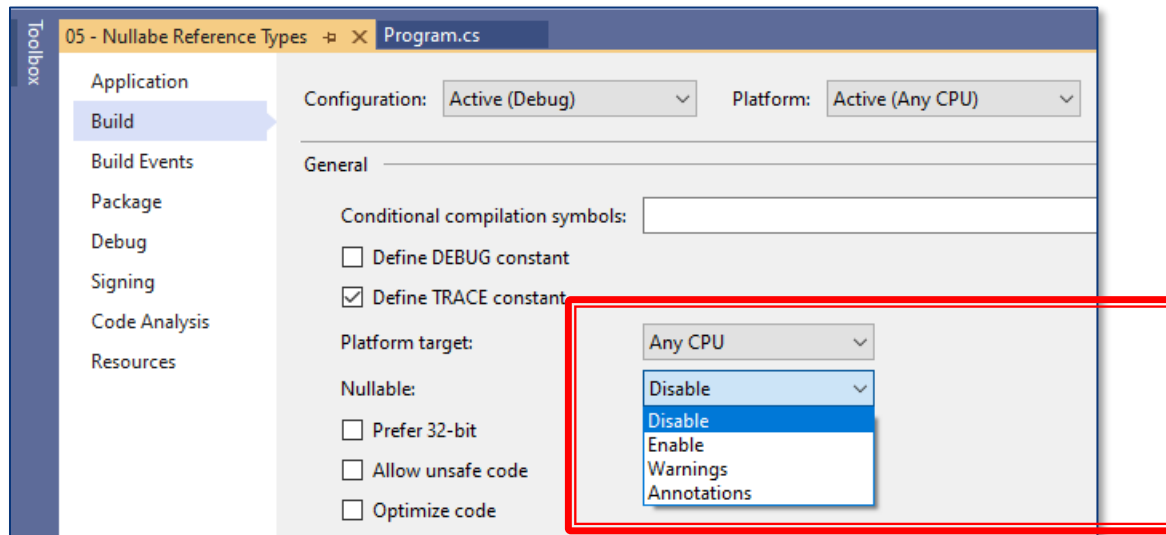 Toolbox
05 - Nullabe Reference Types
Program.cs
Application
Build
Build Events
Package
Debug
Signing
Code Analysis
Resources
Configuration: Active (Debug) Platform: Active (Any CPU)
General
Conditional compilation symbols:
Define DEBUG constant
Define TRACE constant
Platform target: Any CPU
Nullable: Disable
Disable
Enable
Warnings
Annotations
Prefer 32-bit
Allow unsafe code
Optimize code